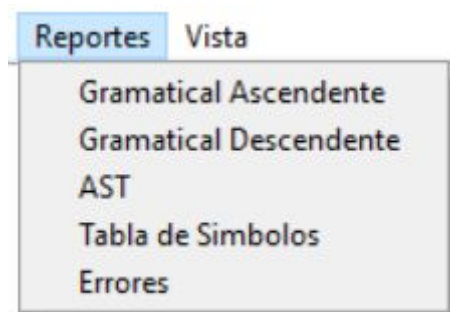 Reportes Vista
Gramatical Ascendente
Gramatical Descendente
AST
Tabla de Simbolos
Errores